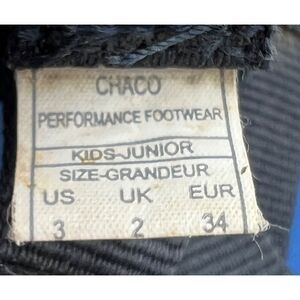 CHACO
PERFORMANCE FOOTWEAR
KIDS-JUNIOR
SIZE-GRANDEUR
US UK EUR
3 2 34